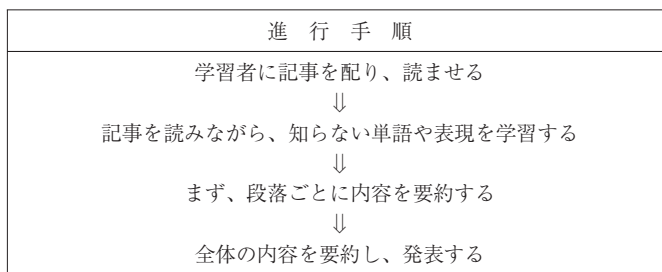 進 行 手 順
学習者に記事を配り、読ませる
⇓
記事を読みながら、知らない単語や表現を学習する
⇓
まず、段落ごとに内容を要約する
⇓
全体の内容を要約し、発表する